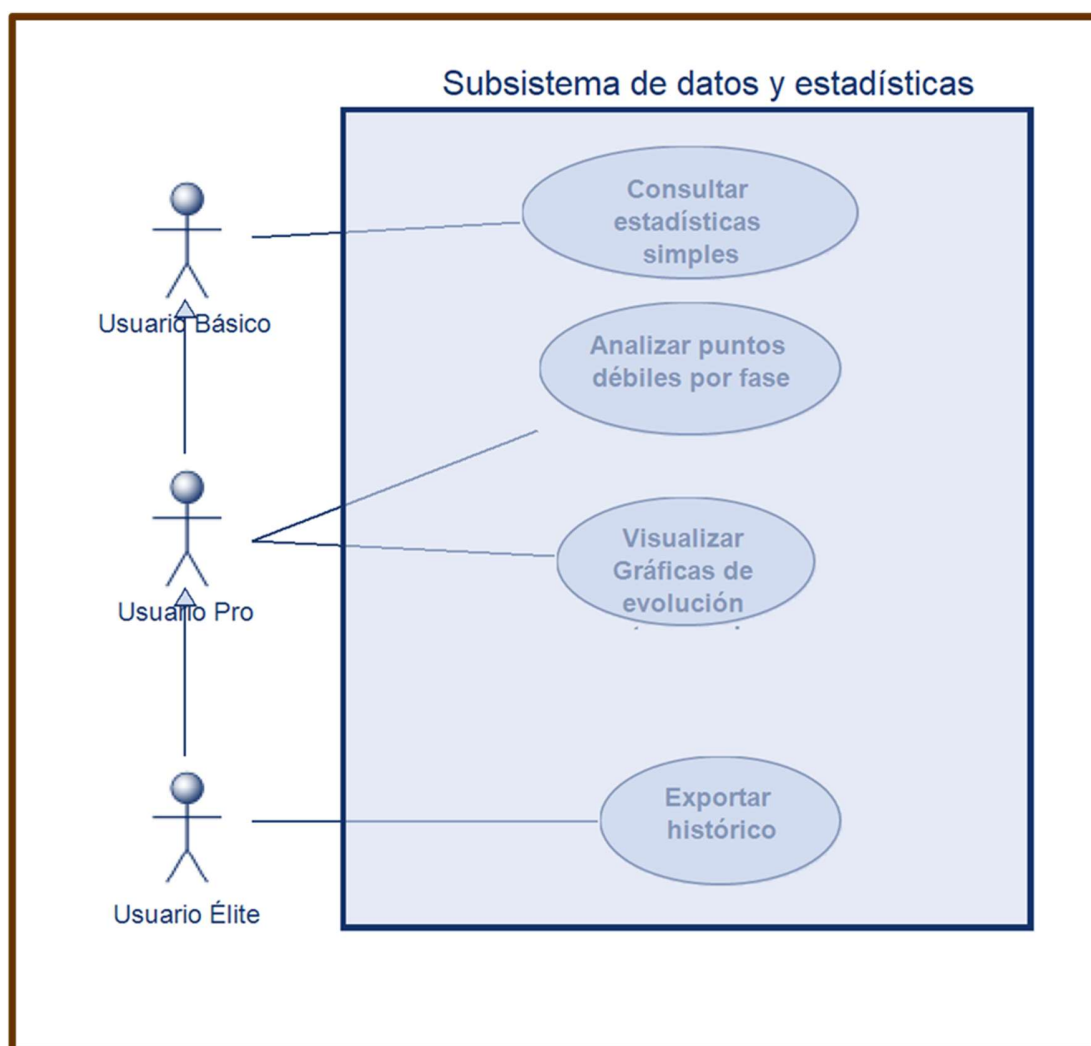 Subsistema de datos y estadísticas
Consultar
estadísticas
simples
Usuario Básico
Analizar puntos
débiles por fase
Usuario Pro
Visualizar
Gráficas de
evolución
Exportar
histórico
Usuario Élite